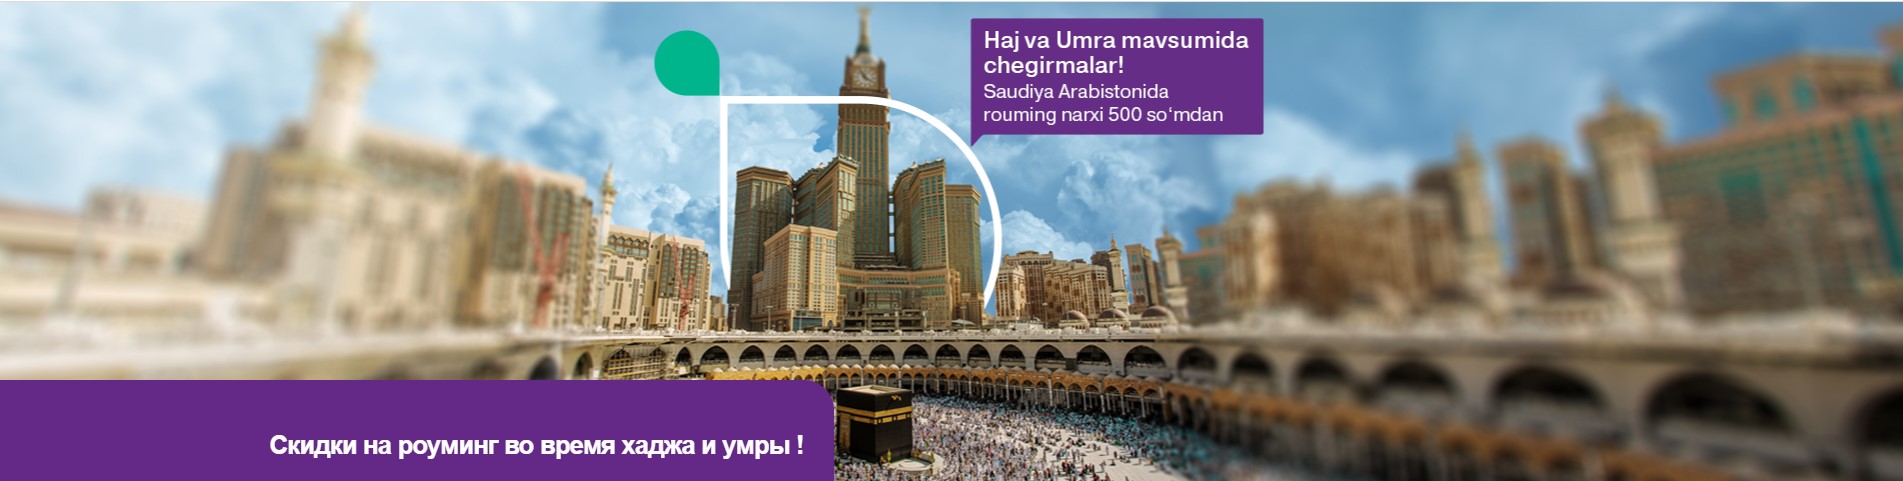 Haj va Umra mavsumida
chegirmalar!
Saudiya Arabistonida
rouming narxi 500 so‘mdan
Скидки на роуминг во время хаджа и умры !